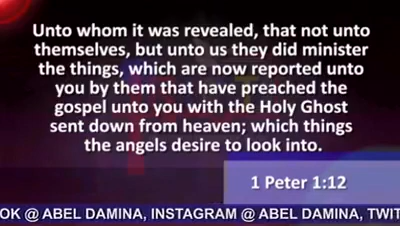 Unto whom it was revealed, that not unto
themselves, but unto us they did minister
the things, which are now reported unto
you by them that have preached the
gospel unto you with the Holy Ghost
sent down from heaven; which things
the angels desire to look into.
1 Peter 1:12
OK @ ABEL DAMINA, INSTAGRAM @ ABEL DAMINA, TWIT